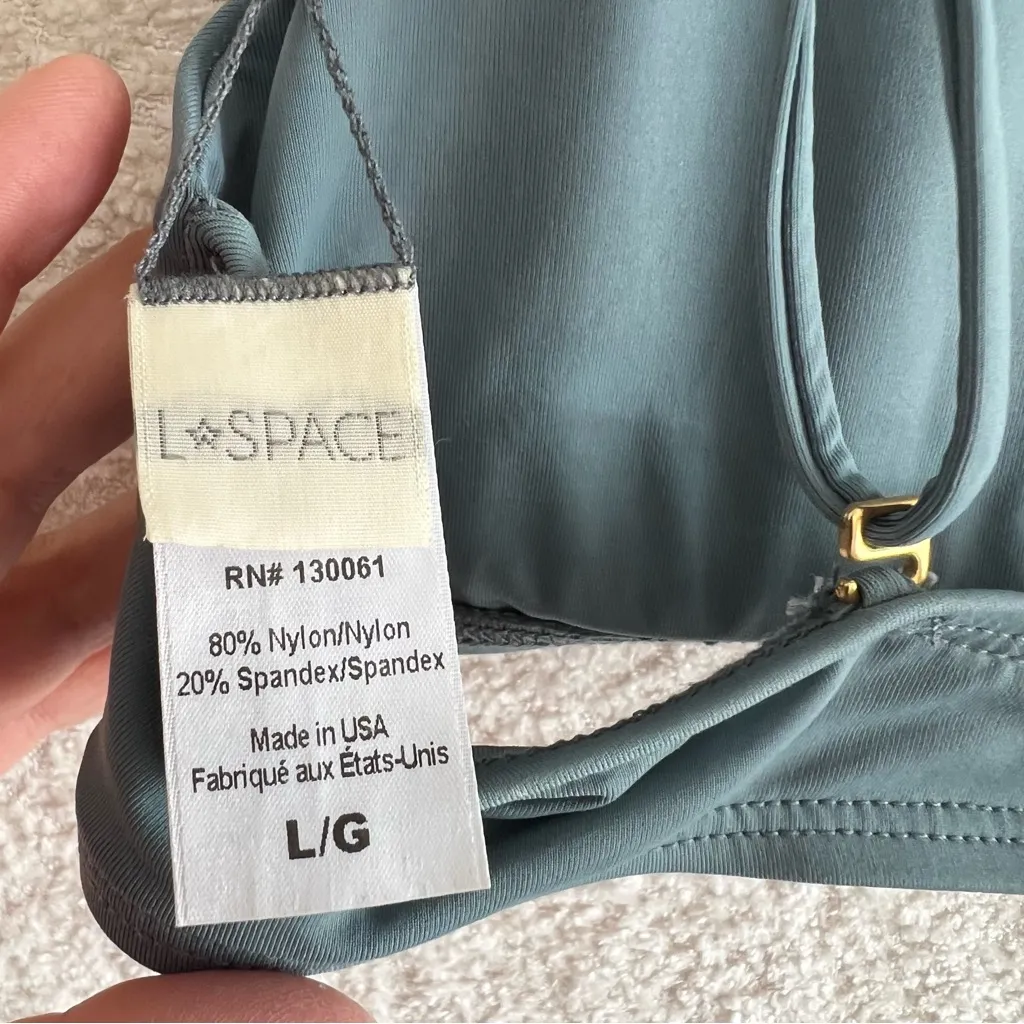 L☆SPACE
RN# 130061
80% Nylon/Nylon
20% Spandex/Spandex
Made in USA
Fabriqué aux États-Unis
L/G